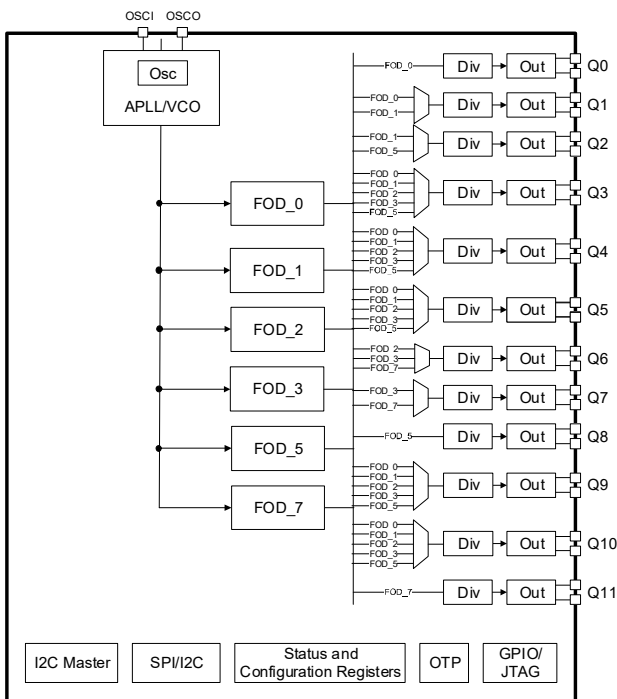 OSCI OSCO
Osc
APLL/VCO
FOD_0
FOD_1
FOD_2
FOD_3
FOD_5
FOD_7
FOD_0 Div Out Q0
FOD_0
FOD_1
Div Out Q1
FOD_1
FOD_5
Div Out Q2
FOD_0
FOD_1
FOD_2
FOD_3
FOD_5
Div Out Q3
FOD_0
FOD_1
FOD_2
FOD_3
FOD_5
Div Out Q4
FOD_0
FOD_1
FOD_2
FOD_3
FOD_5
Div Out Q5
FOD_2
FOD_3
FOD_7
Div Out Q6
FOD_3
FOD_7
Div Out Q7
FOD_5 Div Out Q8
FOD_0
FOD_1
FOD_2
FOD_3
FOD_5
Div Out Q9
FOD_0
FOD_1
FOD_2
FOD_3
FOD_5
Div Out Q10
FOD_7 Div Out Q11
I2C Master
SPI/I2C
Status and
Configuration Registers
OTP
GPIO/
JTAG